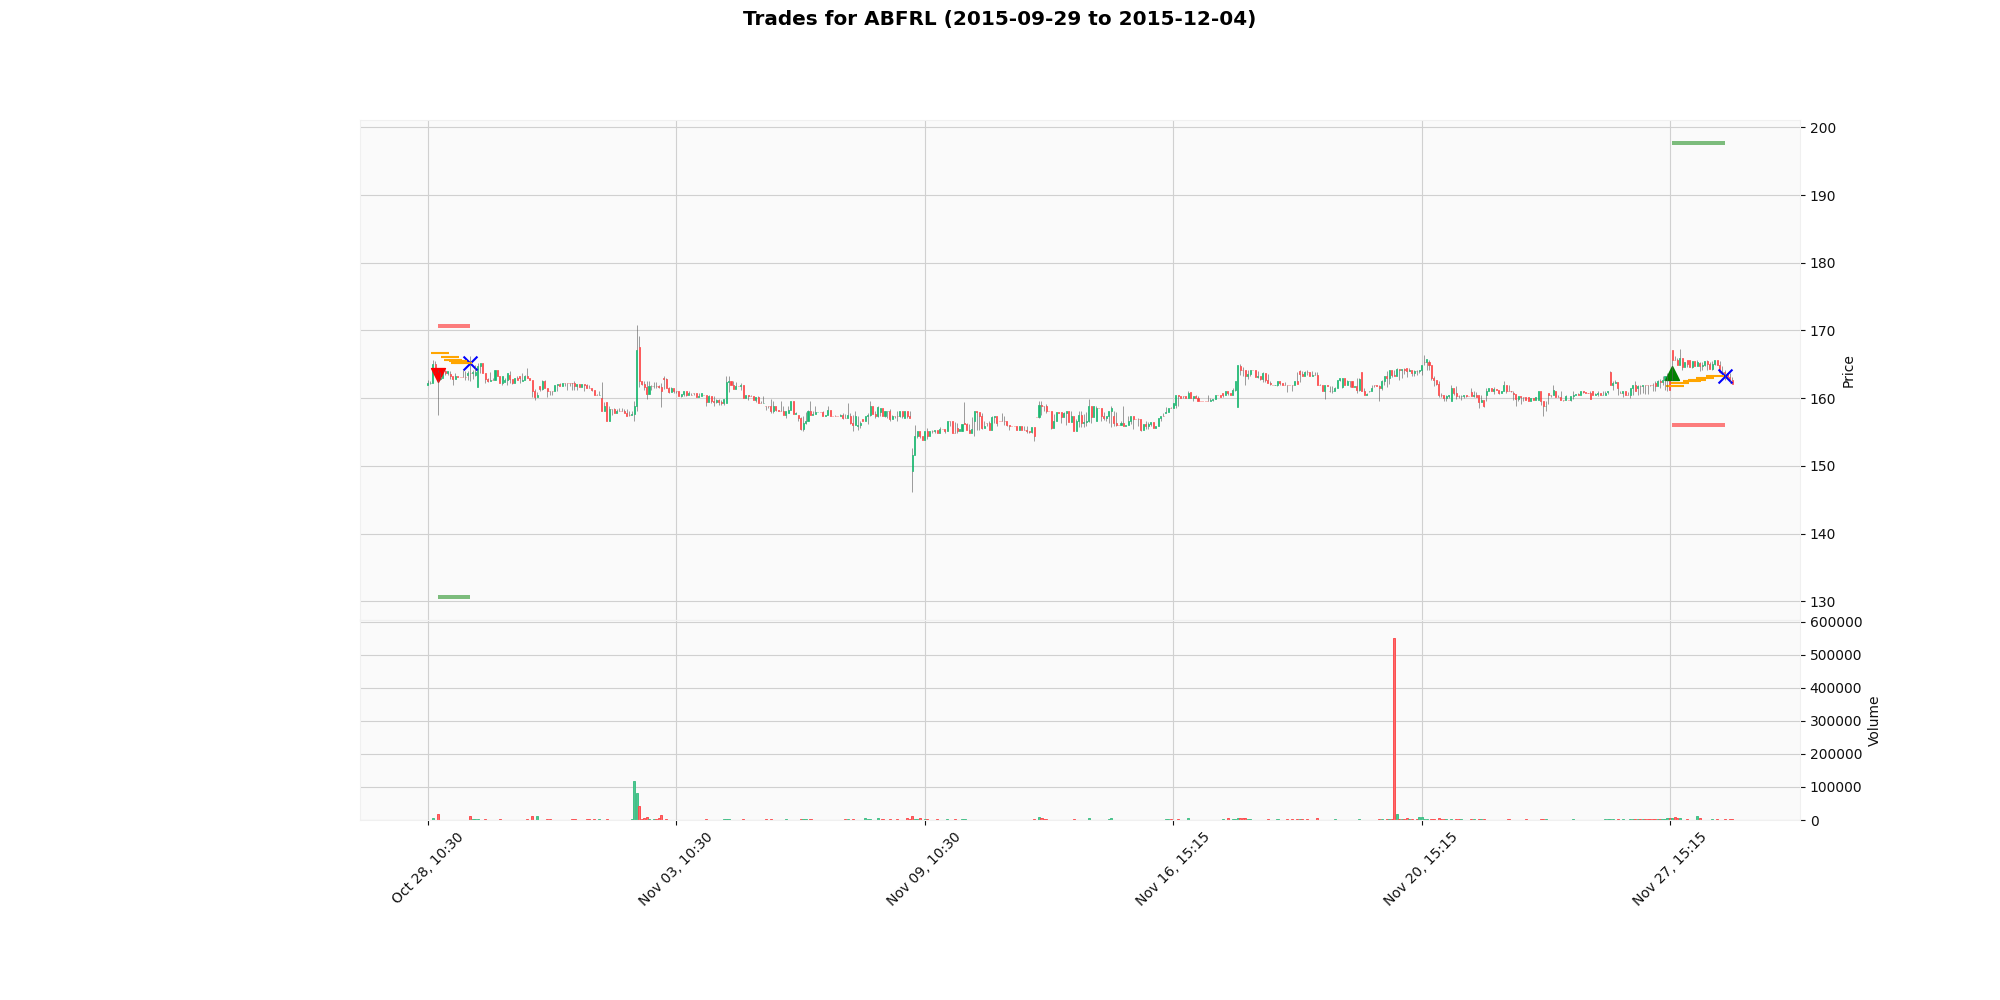 Trades for ABFRL (2015-09-29 to 2015-12-04)
200
190
180
170
160
150
140
130
Price
600000
500000
400000
300000
200000
100000
0
Volume
Oct 28, 10:30
Nov 03, 10:30
Nov 09, 10:30
Nov 16, 15:15
Nov 20, 15:15
Nov 27, 15:15